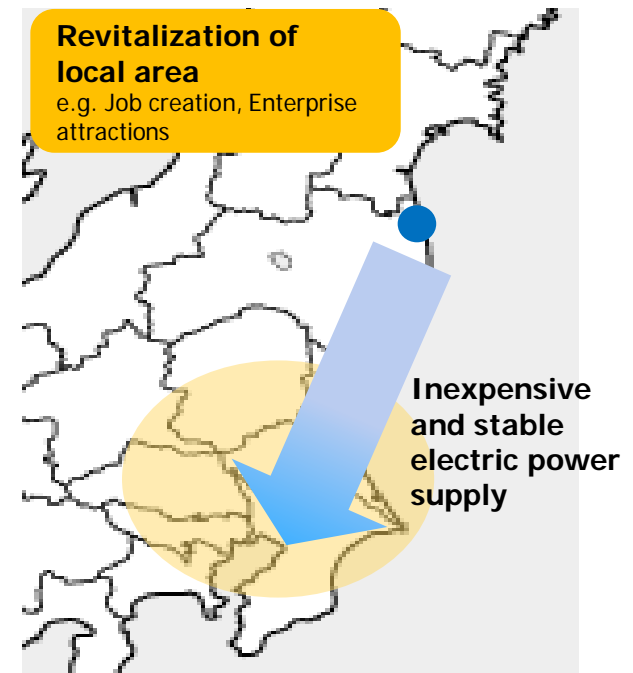 Revitalization of
local area
e.g. Job creation, Enterprise
attractions
Inexpensive
and stable
electric power
supply